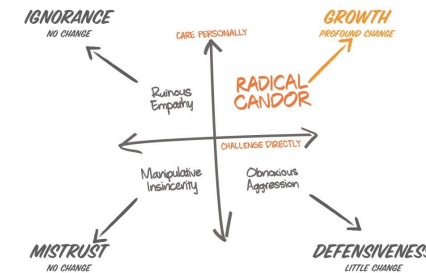 IGNORANCE
NO CHANGE
CARE PERSONALLY
GROWTH
PROFOUND CHANGE
Ruinous
Empathy
RADICAL
CANDOR
CHALLENGE DIRECTLY
Manipulative
Insincerity
Obnoxious
Aggression
MISTRUST
NO CHANGE
DEFENSIVENESS
LITTLE CHANGE